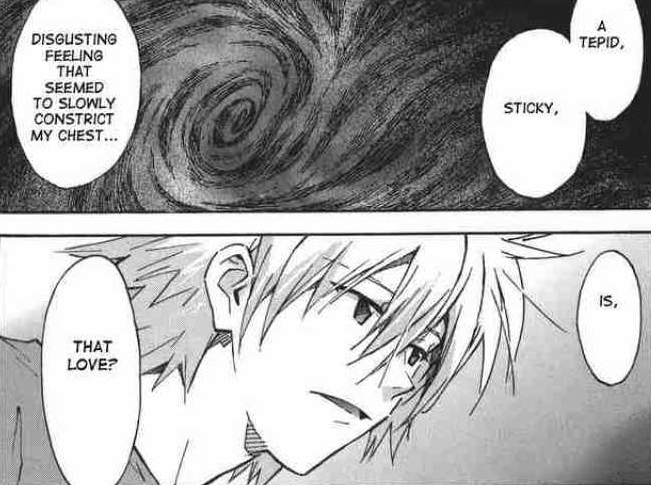 A
TEPID,
STICKY,
DISGUSTING
FEELING
THAT
SEEMED
TO SLOWLY
CONSTRICT
MY CHEST...
IS,
THAT
LOVE?